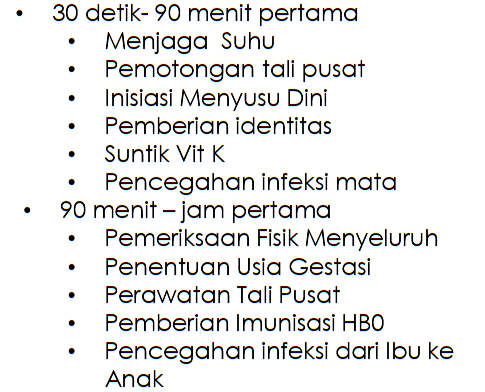 • 30 detik- 90 menit pertama
• Menjaga Suhu
• Pemotongan tali pusat
• Inisiasi Menyusu Dini
• Pemberian identitas
• Suntik Vit K
• Pencegahan infeksi mata
• 90 menit – jam pertama
• Pemeriksaan Fisik Menyeluruh
• Penentuan Usia Gestasi
• Perawatan Tali Pusat
• Pemberian Imunisasi HB0
• Pencegahan infeksi dari Ibu ke
Anak